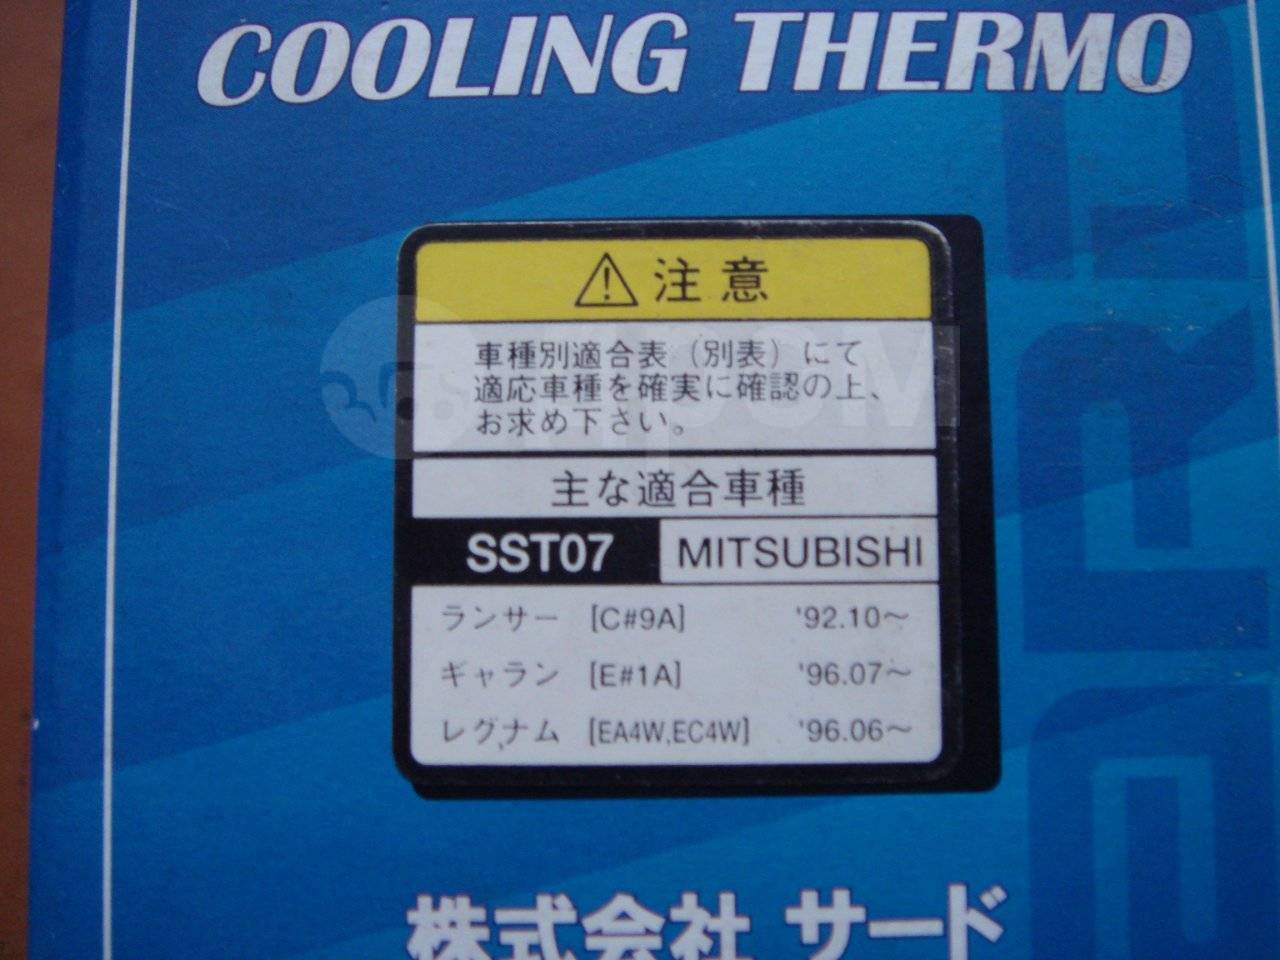 COOLING THERMO
注意
車種別適合表（別表）にて
適応車種を確実に確認の上、
お求め下さい。
主な適合車種
SST07 MITSUBISHI
ランサー [C#9A] '92.10～
ギャラン [E#1A] '96.07～
レグナム [EA4W,EC4W] '96.06～
株式会社 サード